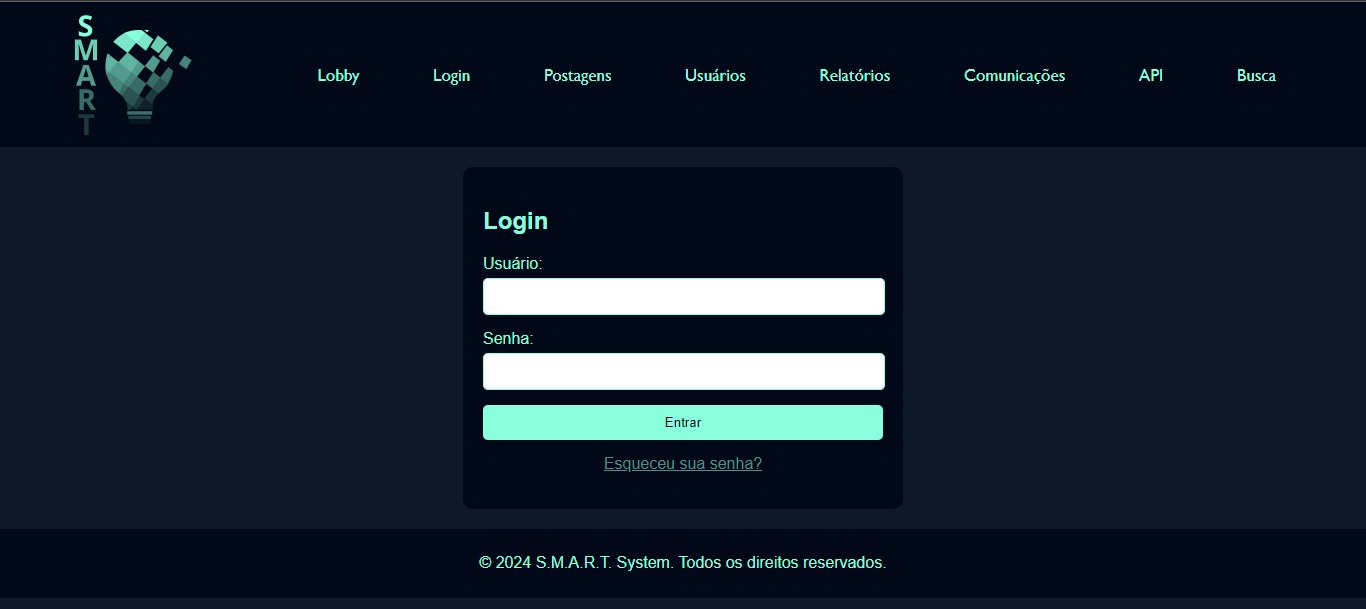 S
M
A
R
T
Lobby Login Postagens Usuários Relatórios Comunicações API Busca
Login
Usuário:
Senha:
Entrar
Esqueceu sua senha?
© 2024 S.M.A.R.T. System. Todos os direitos reservados.